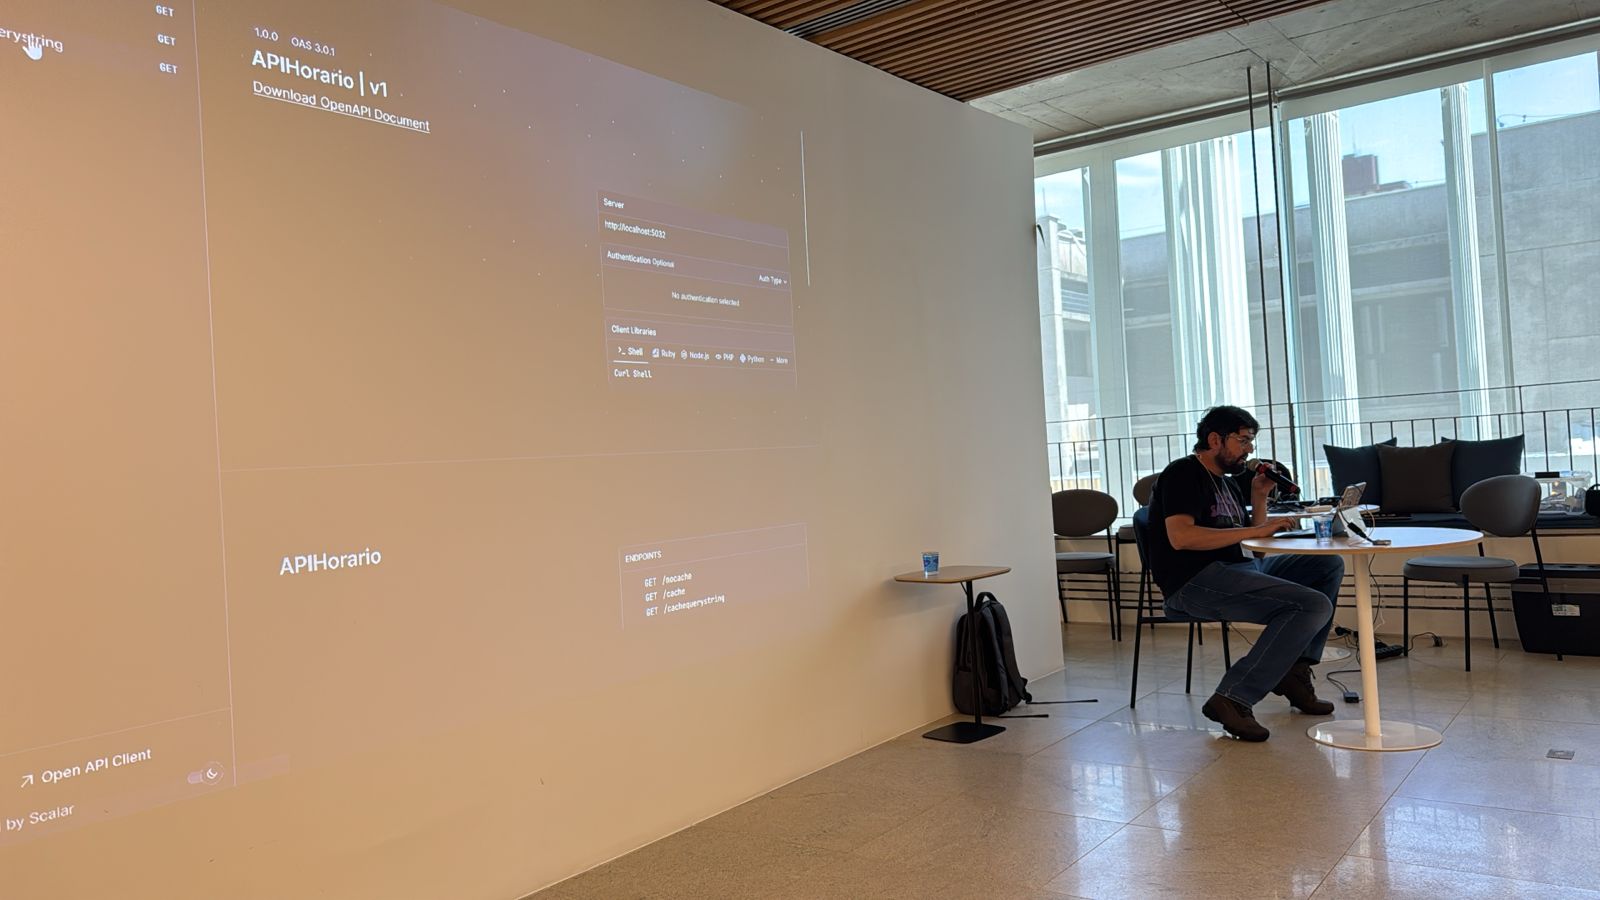 GET
erystring GET
GET
1.0.0 OAS 3.0.1
APIHorario | v1
Download OpenAPI Document
Server
http://localhost:5032
Authentication Optional
Auth Type
No authentication selected
Client Libraries
>_ Shell Ruby Node.js PHP Python More
Curl Shell
APIHorario
ENDPOINTS
GET /nocache
GET /cache
GET /cachequerystring
Open API Client
by Scalar